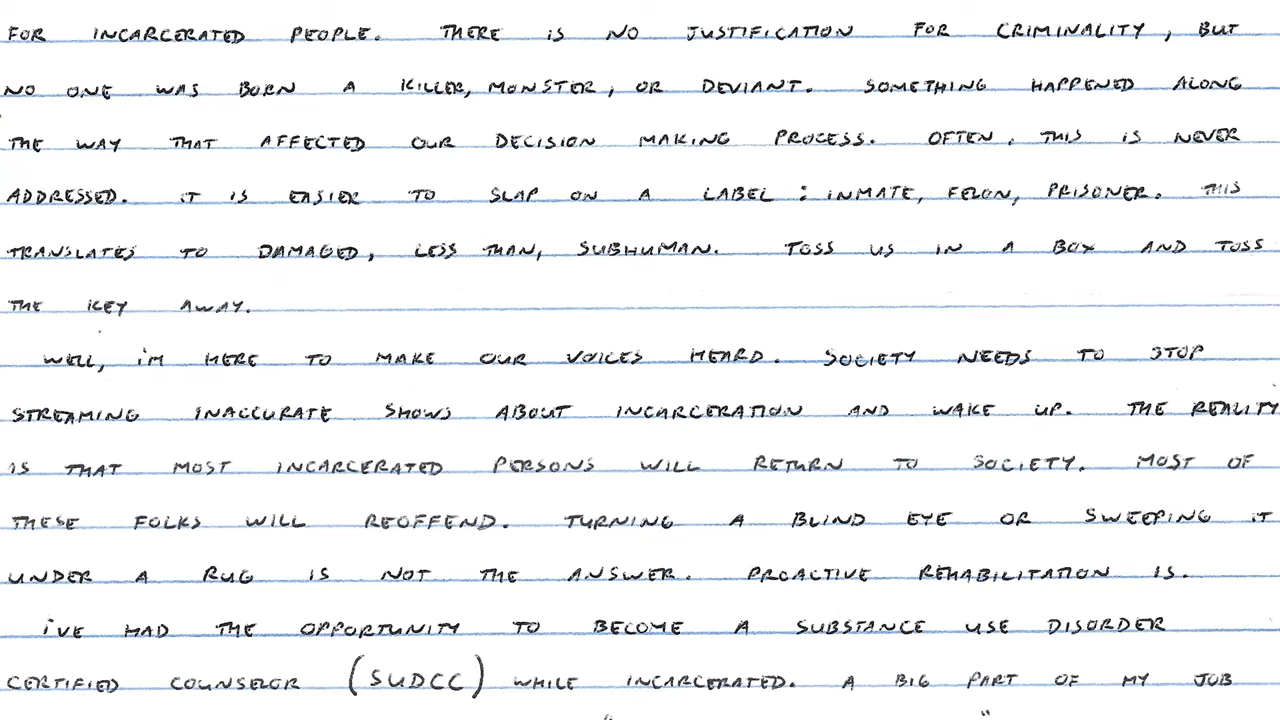 FOR INCARCERATED PEOPLE. THERE IS NO JUSTIFICATION FOR CRIMINALITY, BUT
NO ONE WAS BORN A KILLER, MONSTER, OR DEVIANT. SOMETHING HAPPENED ALONG
THE WAY THAT AFFECTED OUR DECISION MAKING PROCESS. OFTEN, THIS IS NEVER
ADDRESSED. IT IS EASIER TO SLAP ON A LABEL: INMATE, FELON, PRISONER. THIS
TRANSLATES TO DAMAGED, LESS THAN, SUBHUMAN. TOSS US IN A BOX AND TOSS
THE KEY AWAY.
WELL, I'M HERE TO MAKE OUR VOICES HEARD. SOCIETY NEEDS TO STOP
STREAMING INACCURATE SHOWS ABOUT INCARCERATION AND WAKE UP. THE REALITY
IS THAT MOST INCARCERATED PERSONS WILL RETURN TO SOCIETY. MOST OF
THESE FOLKS WILL REOFFEND. TURNING A BLIND EYE OR SWEEPING IT
UNDER A RUG IS NOT THE ANSWER. PROACTIVE REHABILITATION IS.
I'VE HAD THE OPPORTUNITY TO BECOME A SUBSTANCE USE DISORDER
CERTIFIED COUNSELOR (SUDCC) WHILE INCARCERATED. A BIG PART OF MY JOB